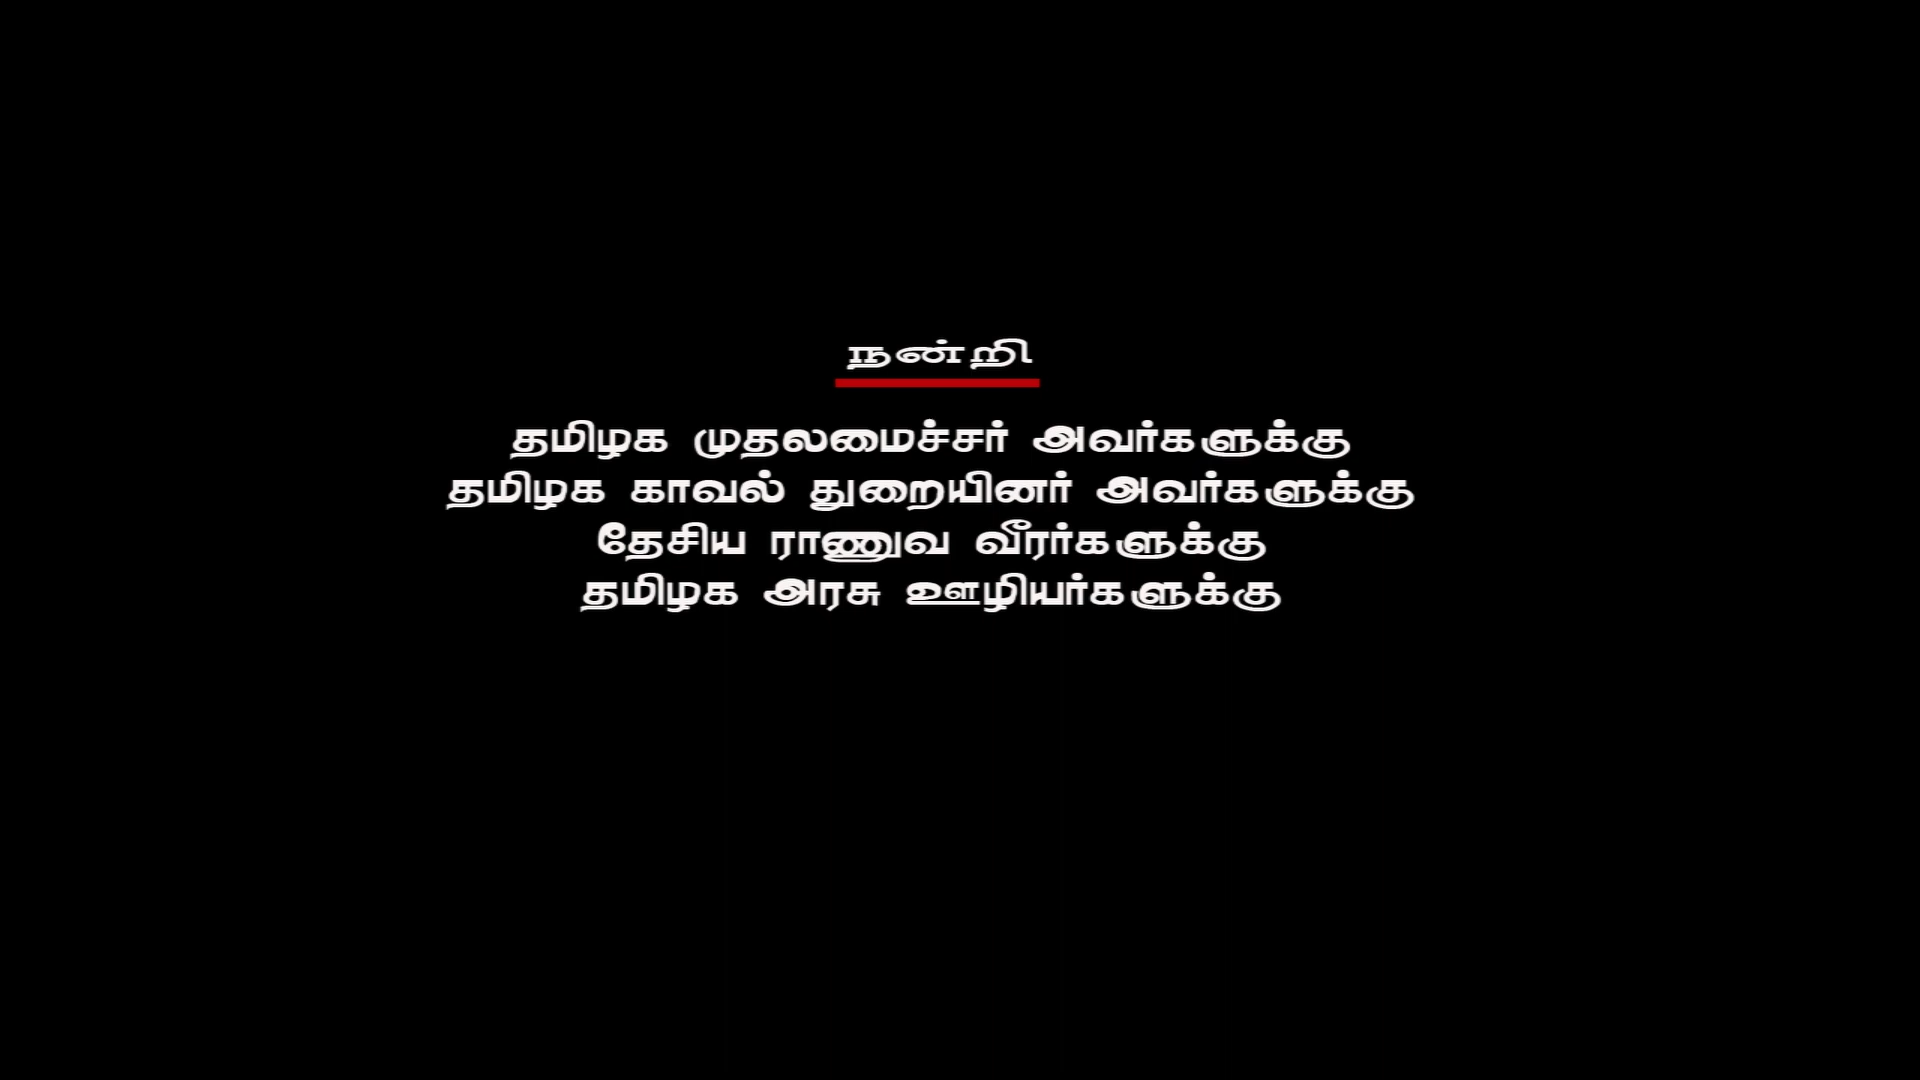 நன்றி
தமிழக முதலமைச்சர் அவர்களுக்கு
தமிழக காவல் துறையினர் அவர்களுக்கு
தேசிய ராணுவ வீரர்களுக்கு
தமிழக அரசு ஊழியர்களுக்கு